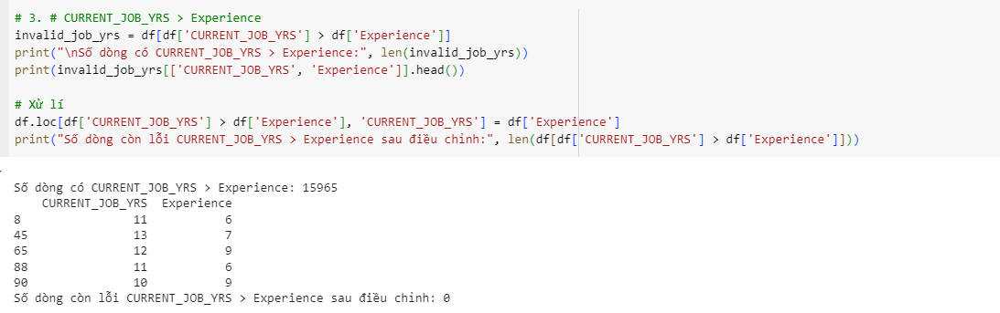 # 3. # CURRENT_JOB_YRS > Experience
invalid_job_yrs = df[df['CURRENT_JOB_YRS'] > df['Experience']]
print("\nSố dòng có CURRENT_JOB_YRS > Experience:", len(invalid_job_yrs))
print(invalid_job_yrs[['CURRENT_JOB_YRS', 'Experience']].head())
# Xử lí
df.loc[df['CURRENT_JOB_YRS'] > df['Experience'], 'CURRENT_JOB_YRS'] = df['Experience']
print("Số dòng còn lỗi CURRENT_JOB_YRS > Experience sau điều chỉnh:", len(df[df['CURRENT_JOB_YRS'] > df['Experience']]))
Số dòng có CURRENT_JOB_YRS > Experience: 15965
CURRENT_JOB_YRS Experience
8 11 6
45 13 7
65 12 9
88 11 6
90 10 9
Số dòng còn lỗi CURRENT_JOB_YRS > Experience sau điều chỉnh: 0